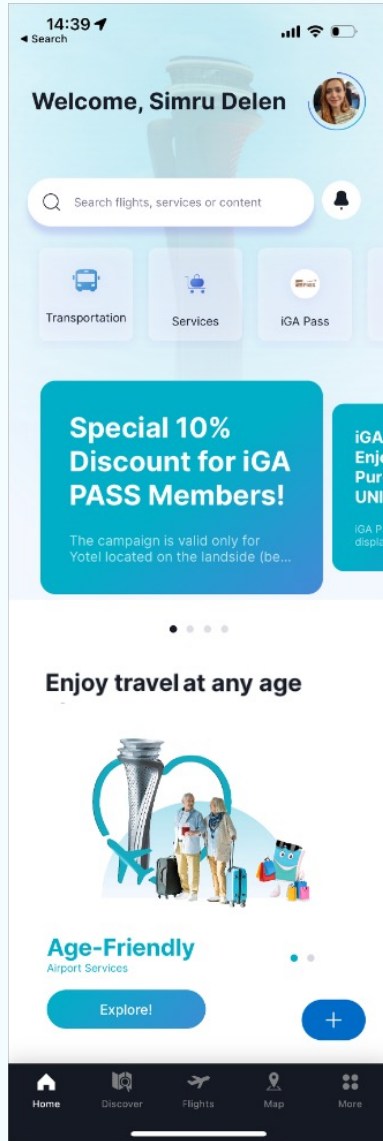 14:39
Search
Welcome, Simru Delen
Search flights, services or content
Transportation
Services
iGA Pass
Special 10%
Discount for iGA
PASS Members!
The campaign is valid only for
Yotel located on the landside (be...
iGA
Enj
Pur
UNI
iGA P
displa
Enjoy travel at any age
Age-Friendly
Airport Services
Explore!
Home
Discover
Flights
Map
More